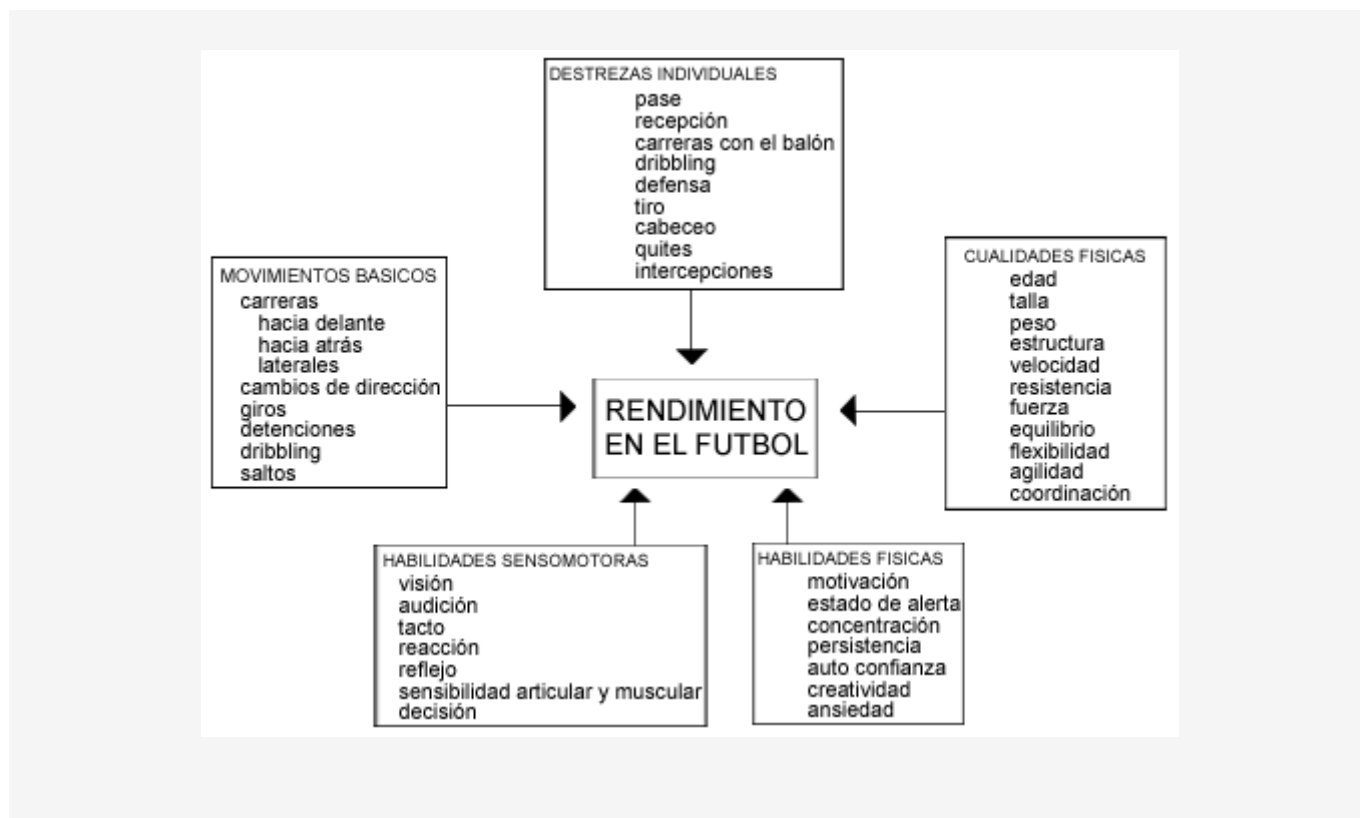 DESTREZAS INDIVIDUALES
pase
recepción
carreras con el balón
dribbling
defensa
tiro
cabeceo
quites
intercepciones
MOVIMIENTOS BASICOS
carreras
hacia delante
hacia atrás
laterales
cambios de dirección
giros
detenciones
dribbling
saltos
RENDIMIENTO
EN EL FUTBOL
CUALIDADES FISICAS
edad
talla
peso
estructura
velocidad
resistencia
fuerza
equilibrio
flexibilidad
agilidad
coordinación
HABILIDADES SENSOMOTORAS
visión
audición
tacto
reacción
reflejo
sensibilidad articular y muscular
decisión
HABILIDADES FISICAS
motivación
estado de alerta
concentración
persistencia
auto confianza
creatividad
ansiedad